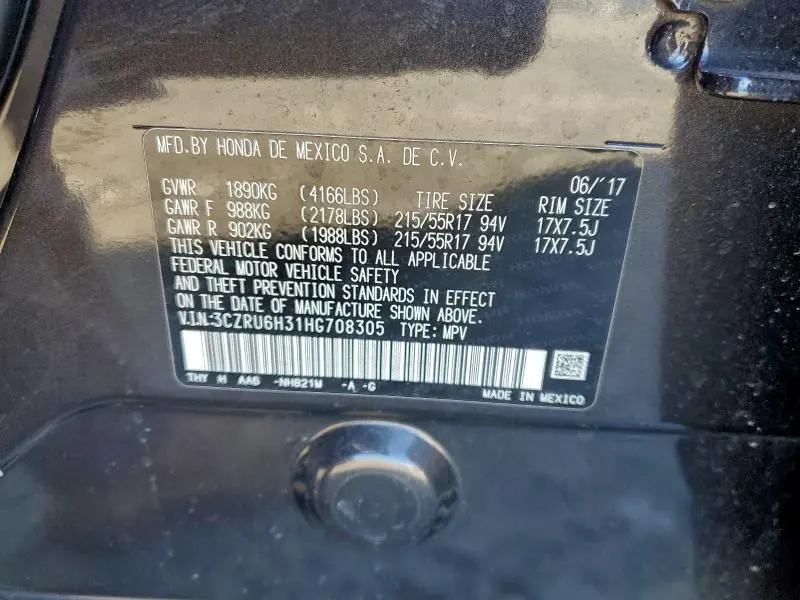 MFD.BY HONDA DE MEXICO S.A. DE C.V.
06/'17
GVWR 1890KG (4166LBS) TIRE SIZE RIM SIZE
GAWR F 988KG (2178LBS) 215/55R17 94V 17X7.5J
GAWR R 902KG (1988LBS) 215/55R17 94V 17X7.5J
THIS VEHICLE CONFORMS TO ALL APPLICABLE
FEDERAL MOTOR VEHICLE SAFETY
AND THEFT PREVENTION STANDARDS IN EFFECT
ON THE DATE OF MANUFACTURE SHOWN ABOVE.
V.I.N:3CZRU6H31HG708305 TYPE: MPV
THY H AA6 -NH821M -A -G
MADE IN MEXICO